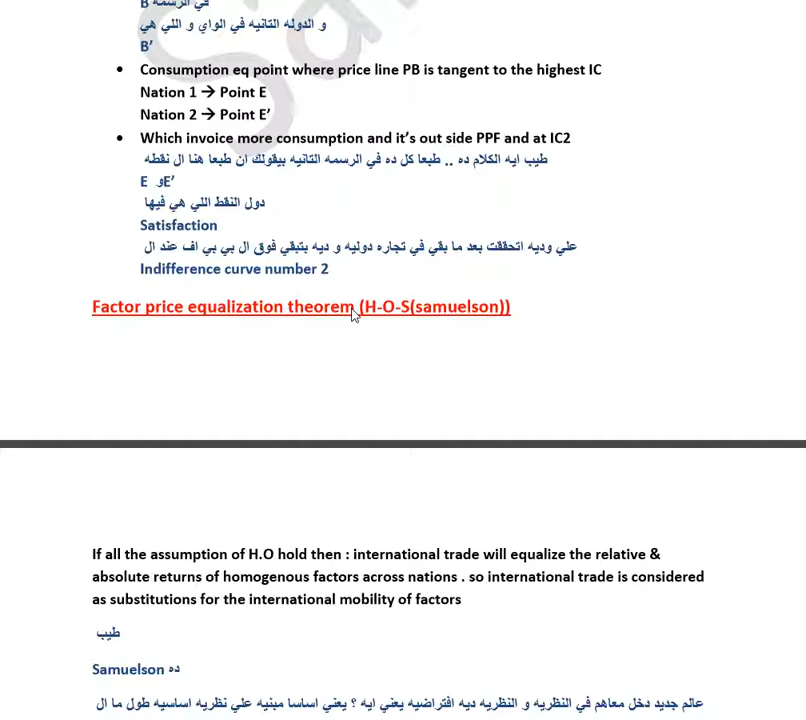 في الرسمه B
و الدوله التانيه في الواي و اللي هي
B’
• Consumption eq point where price line PB is tangent to the highest IC
Nation 1 → Point E
Nation 2 → Point E’
• Which invoice more consumption and it’s out side PPF and at IC2
طيب ايه الكلام ده .. طبعا كل ده في الرسمه التانيه بيقولك ان طبعا هنا ال نقطه
E و E’
دول النقط اللي هي فيها
Satisfaction
علي وديه اتحققت بعد ما بقي في تجاره دوليه و ديه بتبقي فوق ال بي بي اف عند ال
Indifference curve number 2
Factor price equalization theorem (H-O-S(samuelson))
If all the assumption of H.O hold then : international trade will equalize the relative &
absolute returns of homogenous factors across nations . so international trade is considered
as substitutions for the international mobility of factors
طيب
Samuelson ده
عالم جديد دخل معاهم في النظريه و النظريه ديه افتراضيه يعني ايه ؟ يعني اساسا مبنيه علي نظريه اساسيه طول ما ال